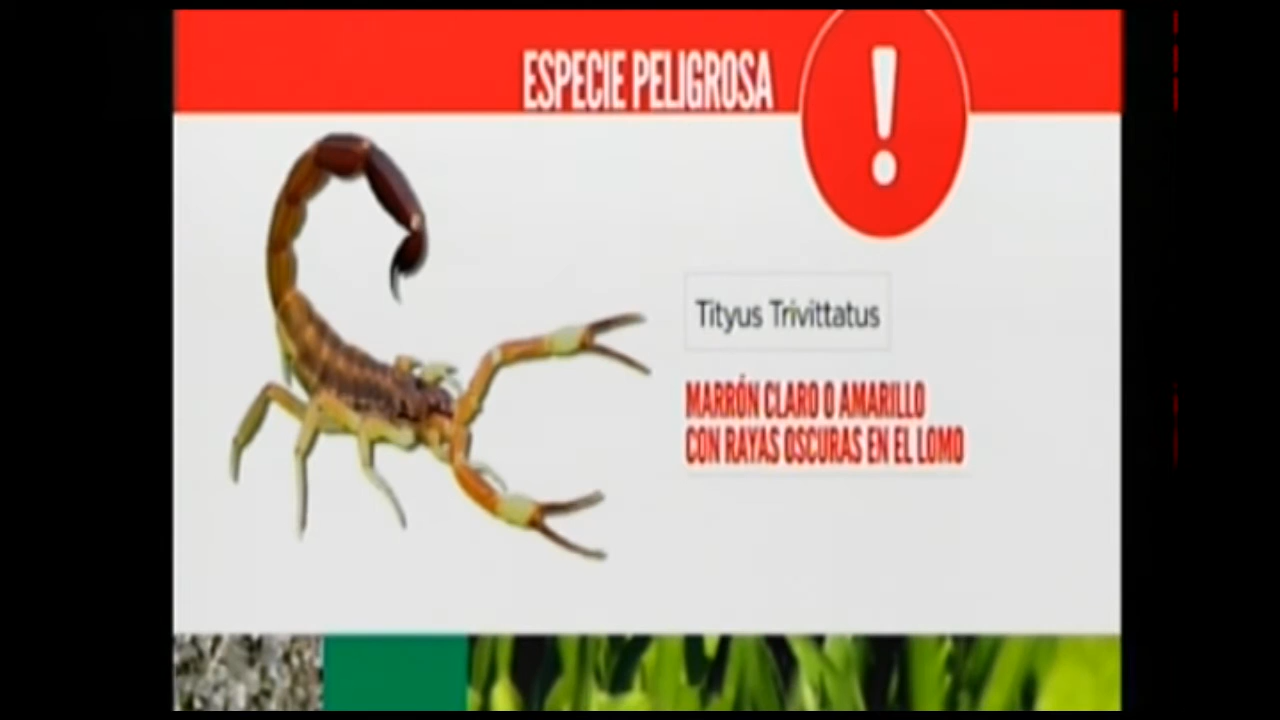 ESPECIE PELIGROSA
!
Tityus Trivittatus
MARRÓN CLARO O AMARILLO
CON RAYAS OSCURAS EN EL LOMO